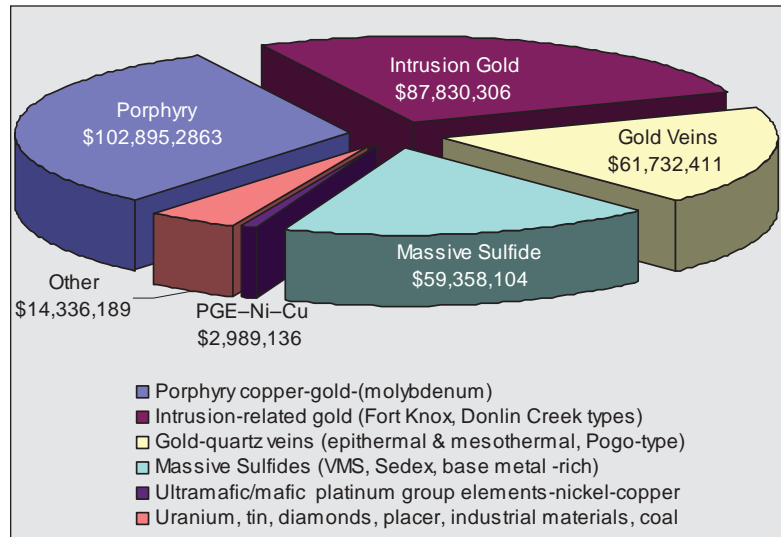 Intrusion Gold
$87,830,306
Porphyry
$102,895,2863
Gold Veins
$61,732,411
Massive Sulfide
$59,358,104
Other
$14,336,189
PGE–Ni–Cu
$2,989,136
Porphyry copper-gold-(molybdenum)
Intrusion-related gold (Fort Knox, Donlin Creek types)
Gold-quartz veins (epithermal & mesothermal, Pogo-type)
Massive Sulfides (VMS, Sedex, base metal -rich)
Ultramafic/mafic platinum group elements-nickel-copper
Uranium, tin, diamonds, placer, industrial materials, coal